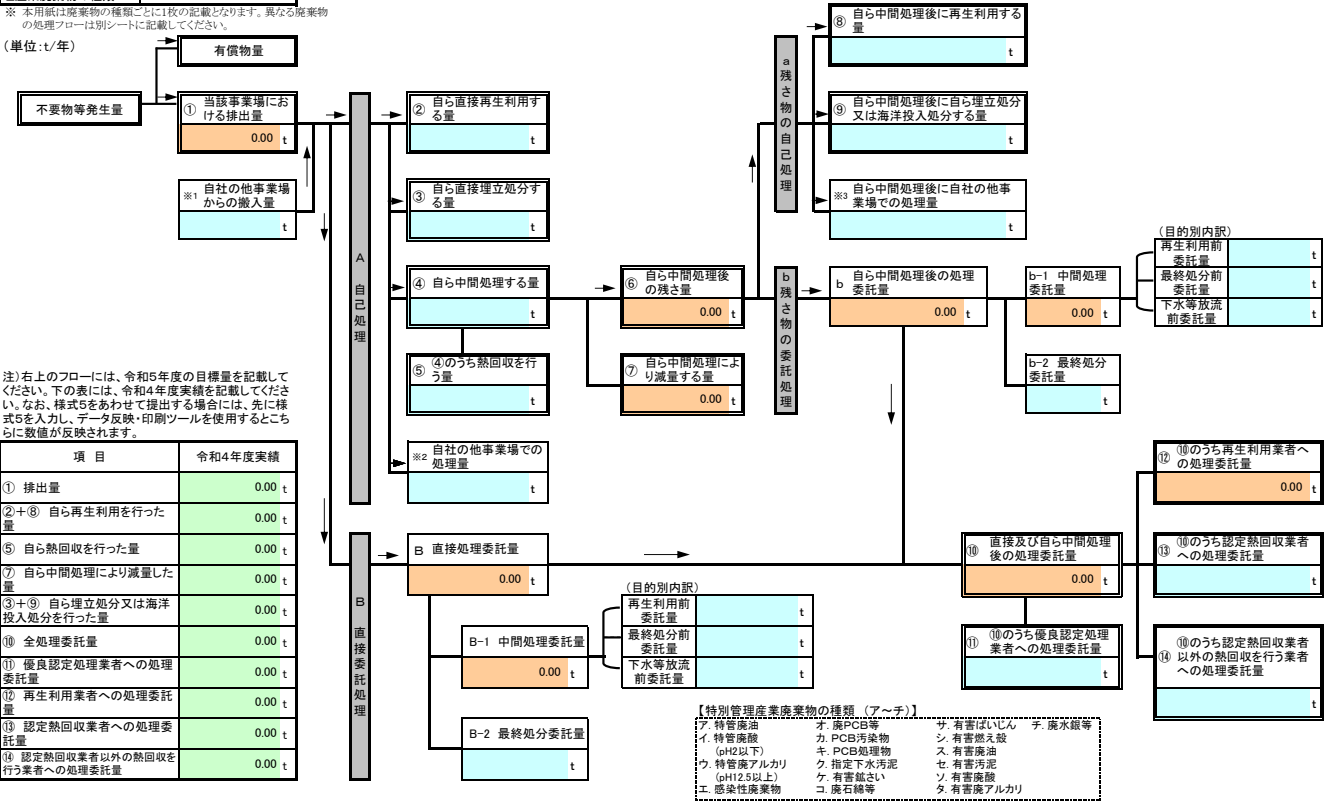 ※ 本用紙は廃棄物の種類ごとに1枚の記載となります。異なる廃棄物
の処理フローは別シートに記載してください。
（単位:t/年）
有償物量
不要物等発生量
① 当該事業場にお
ける排出量
0.00 t
※1 自社の他事業場
からの搬入量
t
A 自己処理
② 自ら直接再生利用す
る量
t
③ 自ら直接埋立処分す
る量
t
④ 自ら中間処理する量
t
⑤ ④のうち熱回収を行
う量
t
※2 自社の他事業場での
処理量
t
⑥ 自ら中間処理後
の残さ量
0.00 t
⑦ 自ら中間処理によ
り減量する量
0.00 t
a 残さ物の自己処理
⑧ 自ら中間処理後に再生利用する
量
t
⑨ 自ら中間処理後に自ら埋立処分
又は海洋投入処分する量
t
※3 自ら中間処理後に自社の他事
業場での処理量
t
b 残さ物の委託処理
b 自ら中間処理後の処理
委託量
0.00 t
b-1 中間処理
委託量
0.00 t
b-2 最終処分
委託量
t
（目的別内訳）
再生利用前
委託量
t
最終処分前
委託量
t
下水等放流
前委託量
t
注）右上のフローには、令和5年度の目標量を記載して
ください。下の表には、令和4年度実績を記載してくださ
い。なお、様式5をあわせて提出する場合には、先に様
式5を入力し、データ反映・印刷ツールを使用するとこち
らに数値が反映されます。
項 目 令和4年度実績
① 排出量 0.00 t
②＋⑧ 自ら再生利用を行った
量 0.00 t
⑤ 自ら熱回収を行った量 0.00 t
⑦ 自ら中間処理により減量した
量 0.00 t
③＋⑨ 自ら埋立処分又は海洋
投入処分を行った量 0.00 t
⑩ 全処理委託量 0.00 t
⑪ 優良認定処理業者への処理
委託量 0.00 t
⑫ 再生利用業者への処理委託
量 0.00 t
⑬ 認定熱回収業者への処理委
託量 0.00 t
⑭ 認定熱回収業者以外の熱回収を
行う業者への処理委託量 0.00 t
B 直接委託処理
B 直接処理委託量
0.00 t
B-1 中間処理委託量
0.00 t
B-2 最終処分委託量
t
（目的別内訳）
再生利用前
委託量
t
最終処分前
委託量
t
下水等放流
前委託量
t
⑩ 直接及び自ら中間処理
後の処理委託量
0.00 t
⑪ ⑩のうち優良認定処理
業者への処理委託量
t
⑫ ⑩のうち再生利用業者へ
の処理委託量
0.00 t
⑬ ⑩のうち認定熱回収業者
への処理委託量
t
⑭ ⑩のうち認定熱回収業者
以外の熱回収を行う業者
への処理委託量
t
【特別管理産業廃棄物の種類 （ア～チ）】
ア. 特管廃油 オ. 廃PCB等 サ. 有害ばいじん チ. 廃水銀等
イ. 特管廃酸 カ. PCB汚染物 シ. 有害燃え殻
（pH2以下） キ. PCB処理物 ス. 有害廃油
ウ. 特管廃アルカリ ク. 指定下水汚泥 セ. 有害汚泥
（pH12.5以上） ケ. 有害鉱さい ソ. 有害廃酸
エ. 感染性廃棄物 コ. 廃石綿等 タ. 有害廃アルカリ